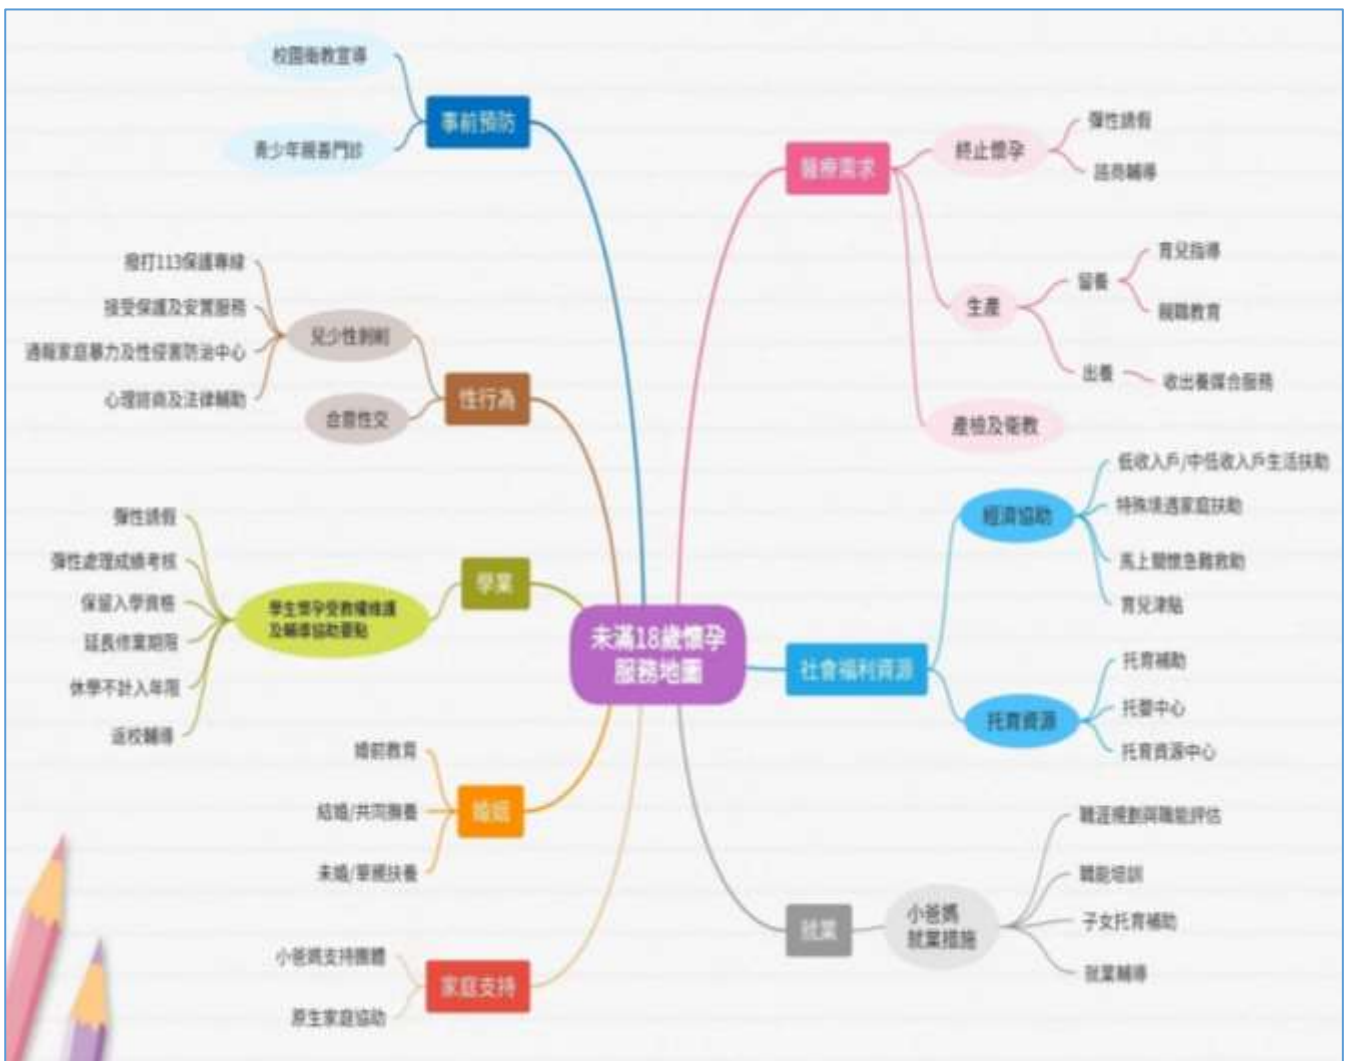 校園衛教宣導
青少年親善門診
事前預防
撥打113保護專線
接受保護及安置服務
通報家庭暴力及性侵害防治中心
心理諮商及法律輔助
兒少性剝削
合意性交
性行為
彈性請假
彈性處理成績考核
保留入學資格
延長修業期限
休學不計入年限
返校輔導
學生懷孕受教權維護
及輔導協助要點
學業
婚前教育
結婚/共同撫養
未婚/單獨扶養
婚姻
小爸媽支持團體
原生家庭協助
家庭支持
未滿18歲懷孕
服務地圖
醫療需求
終止懷孕
彈性請假
諮商輔導
生產
留養
育兒指導
親職教育
出養
收出養媒合服務
產檢及衛教
社會福利資源
經濟協助
低收入戶/中低收入戶生活扶助
特殊境遇家庭扶助
馬上關懷急難救助
育兒津貼
托育資源
托育補助
托嬰中心
托育資源中心
就業
小爸媽
就業措施
職涯規劃與職能評估
職能培訓
子女托育補助
就業輔導